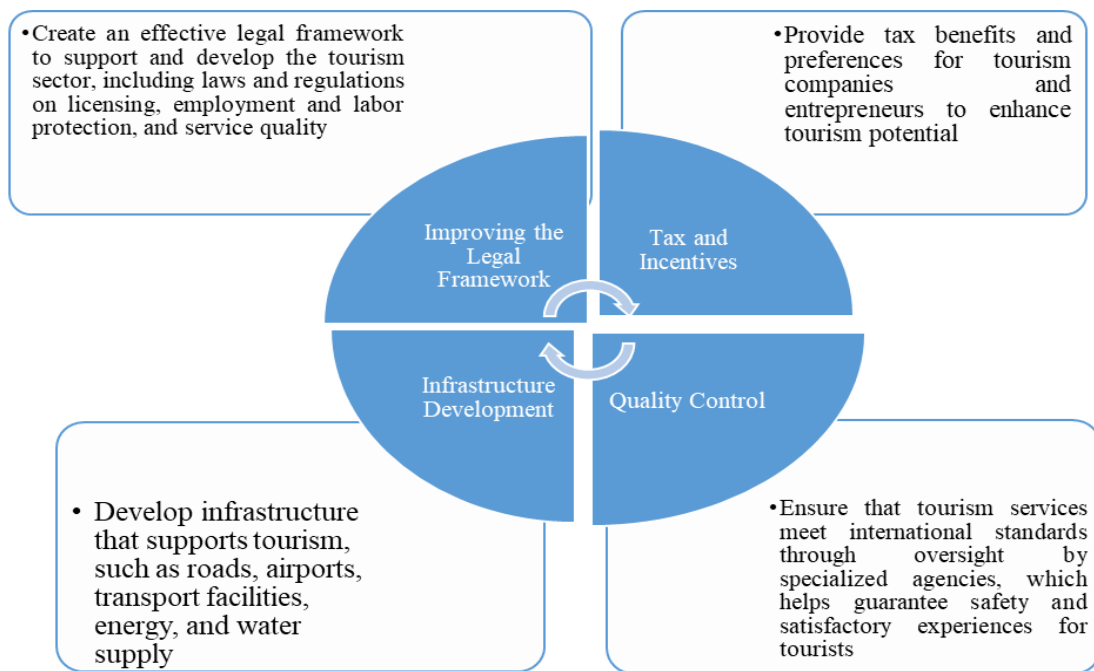 •Create an effective legal framework
to support and develop the tourism
sector, including laws and regulations
on licensing, employment and labor
protection, and service quality
•Provide tax benefits and
preferences for tourism
companies and
entrepreneurs to enhance
tourism potential
Improving the
Legal
Framework
Tax and
Incentives
Infrastructure
Development
Quality Control
• Develop infrastructure
that supports tourism,
such as roads, airports,
transport facilities,
energy, and water
supply
•Ensure that tourism services
meet international standards
through oversight by
specialized agencies, which
helps guarantee safety and
satisfactory experiences for
tourists